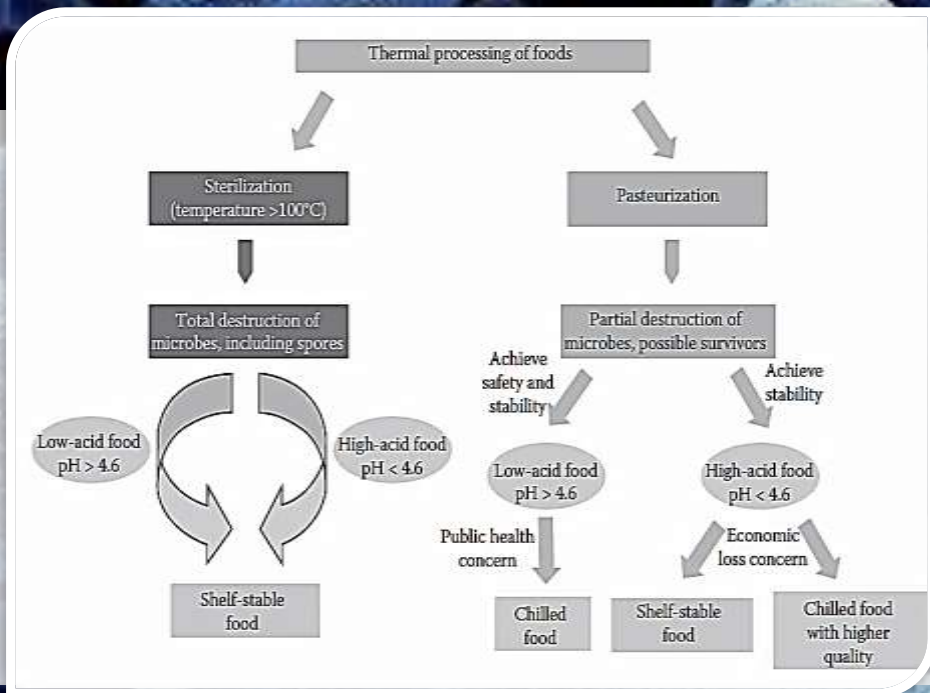 Thermal processing of foods
Sterilization
(temperature >100°C)
Pasteurization
Total destruction of
microbes, including spores
Partial destruction of
microbes, possible survivors
Low-acid food
pH > 4.6
High-acid food
pH < 4.6
Shelf-stable
food
Achieve
safety and
stability
Achieve
stability
Low-acid food
pH > 4.6
High-acid food
pH < 4.6
Public health
concern
Economic
loss concern
Chilled
food
Shelf-stable
food
Chilled food
with higher
quality